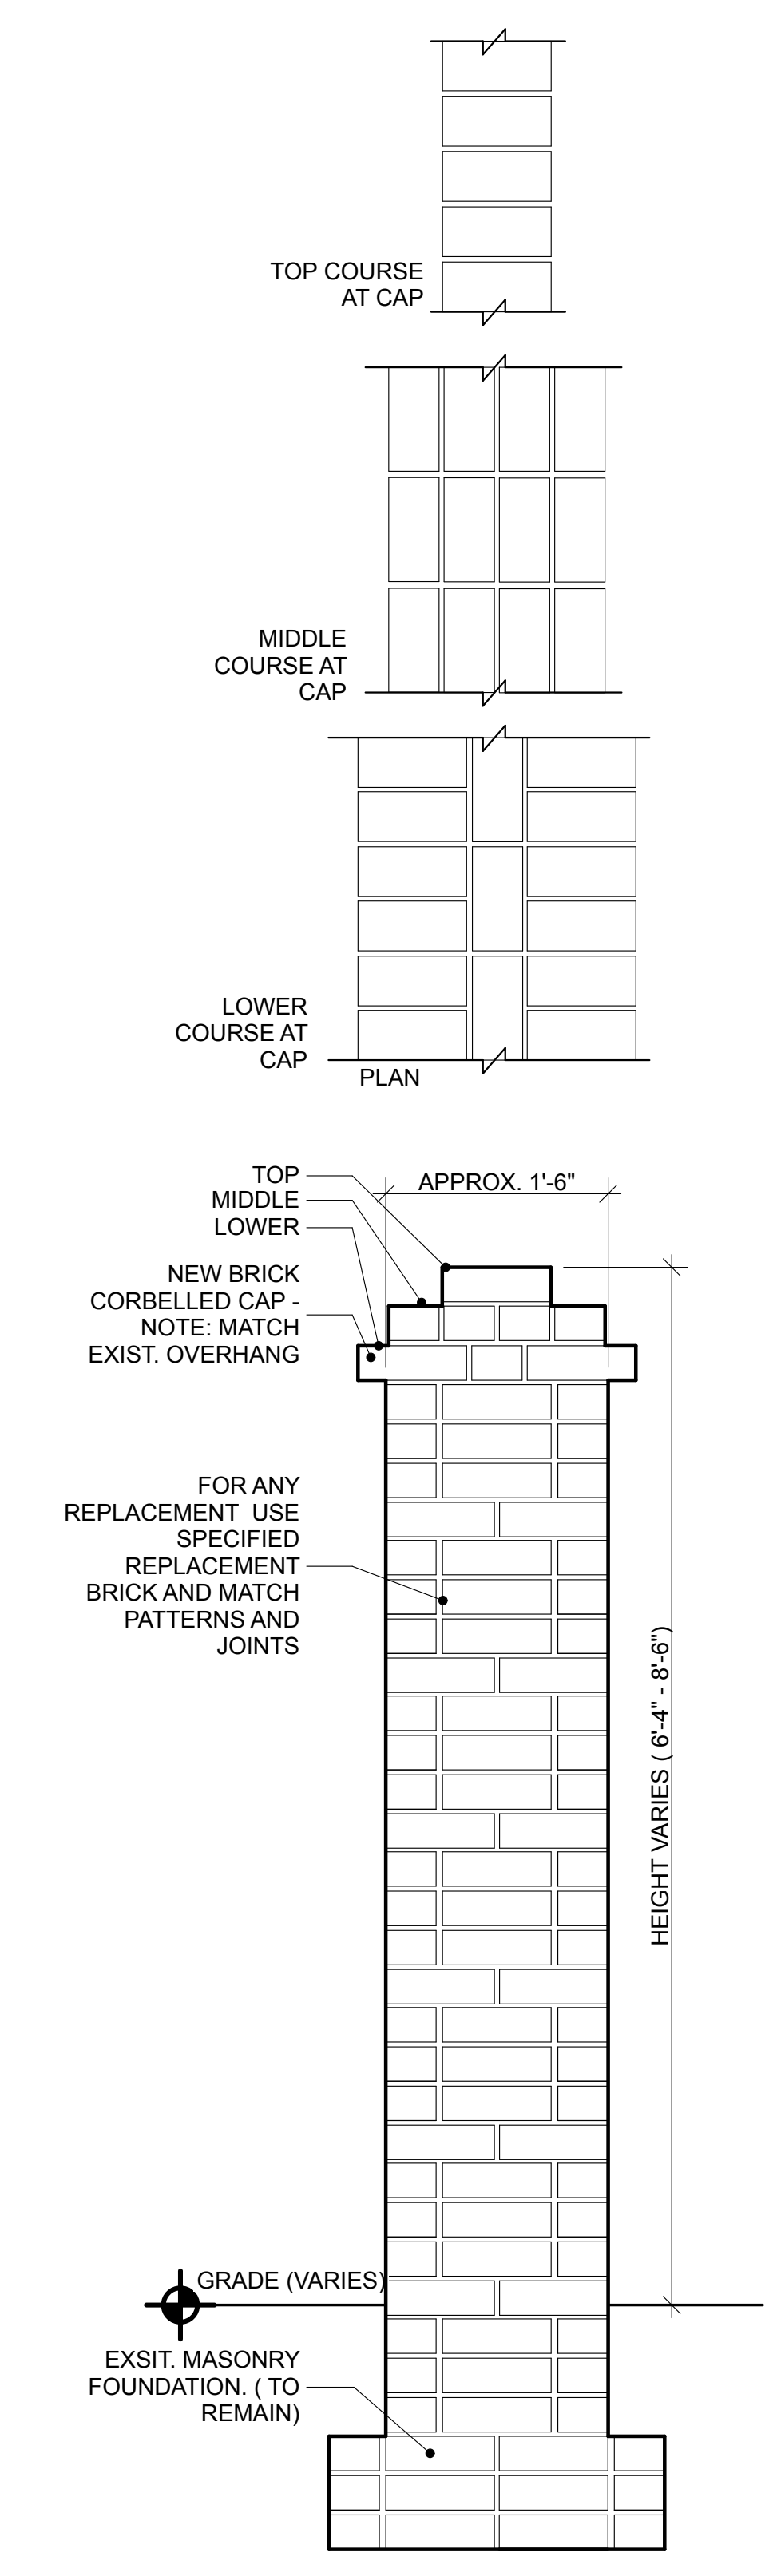 TOP COURSE
AT CAP
MIDDLE
COURSE AT
CAP
LOWER
COURSE AT
CAP
PLAN
TOP
APPROX. 1'-6"
MIDDLE
LOWER
NEW BRICK
CORBELLED CAP -
NOTE: MATCH
EXIST. OVERHANG
FOR ANY
REPLACEMENT USE
SPECIFIED
REPLACEMENT
BRICK AND MATCH
PATTERNS AND
JOINTS
HEIGHT VARIES ( 6'-4" - 8'-6")
GRADE (VARIES)
EXSIT. MASONRY
FOUNDATION. ( TO
REMAIN)